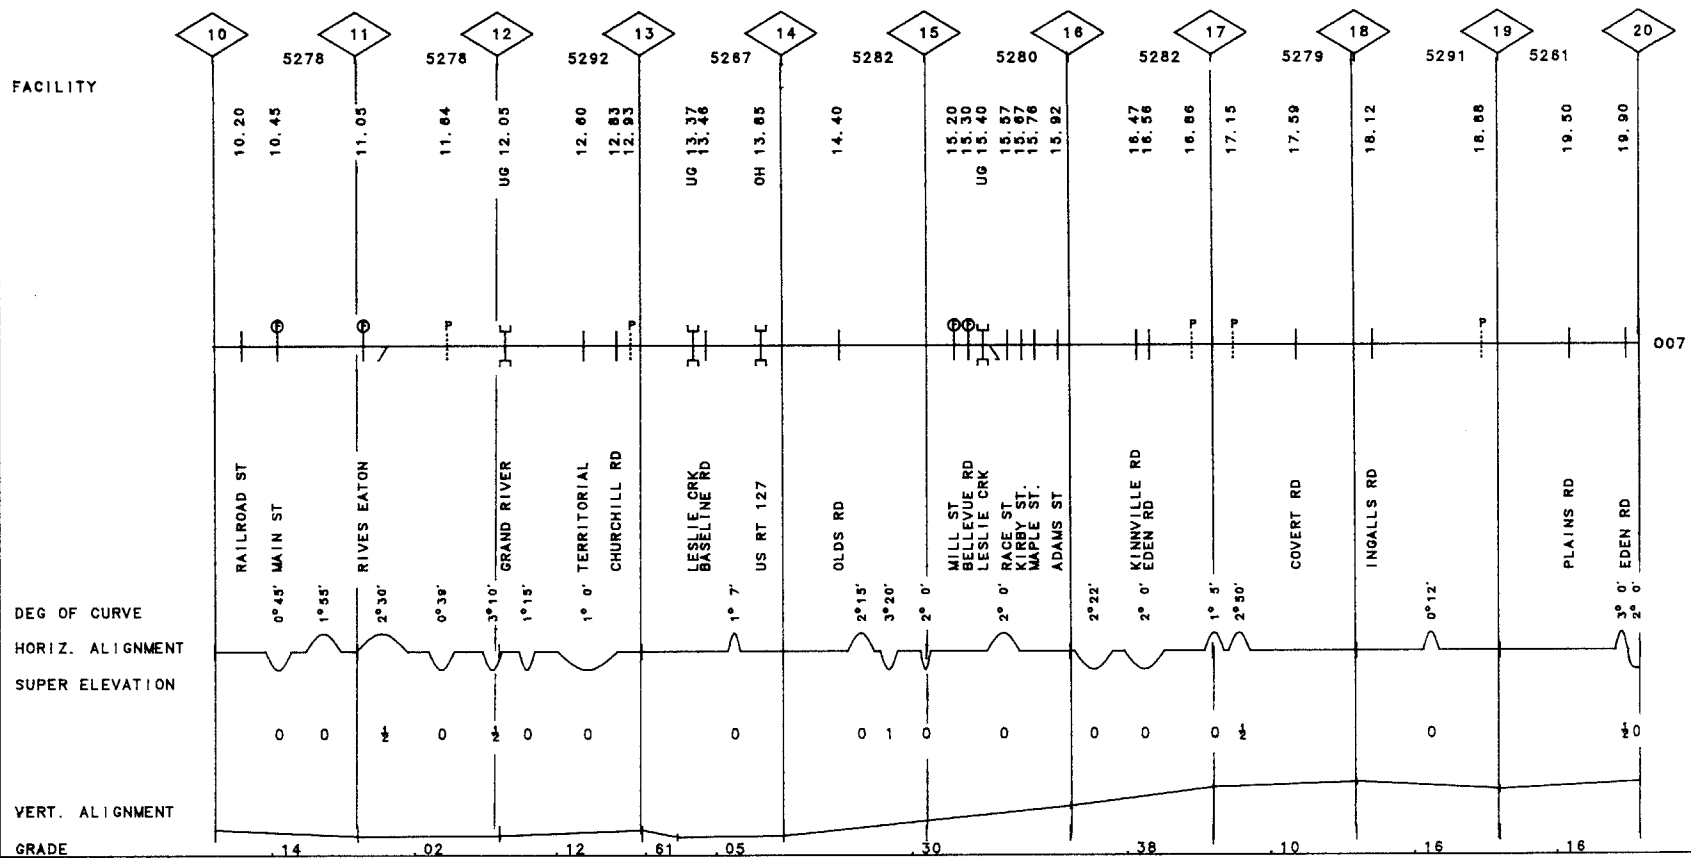 10 11 12 13 14 15 16 17 18 19 20
5278 5278 5292 5267 5282 5280 5282 5279 5291 5261
FACILITY
10.20
10.45
11.05
11.64
UG 12.05
12.60
12.83
12.93
UG 13.37
13.46
OH 13.65
14.40
15.20
15.30
UG 15.40
15.57
15.67
15.76
15.92
16.47
16.56
16.86
17.15
17.59
18.12
18.88
19.50
19.90
F F P P F F P P P
007
RAILROAD ST
MAIN ST
RIVES EATON
GRAND RIVER
TERRITORIAL
CHURCHILL RD
LESLIE CRK
BASELINE RD
US RT 127
OLDS RD
MILL ST
BELLEVUE RD
LESLIE CRK
RACE ST
KIRBY ST.
MAPLE ST.
ADAMS ST
KINNVILLE RD
EDEN RD
COVERT RD
INGALLS RD
PLAINS RD
EDEN RD
DEG OF CURVE
0°45' 1°55' 2°30' 0°39' 3°10' 1°15' 1° 0' 1° 7' 2°15' 3°20' 2° 0' 2° 0' 2°22' 2° 0' 1° 5' 2°50' 0°12' 3° 0' 2° 0'
HORIZ. ALIGNMENT
SUPER ELEVATION
0 0 ½ 0 ½ 0 0 0 0 1 0 0 0 0 0 ½ 0 ½ 0
VERT. ALIGNMENT
GRADE .14 .02 .12 .61 .05 .30 .38 .10 .16 .16